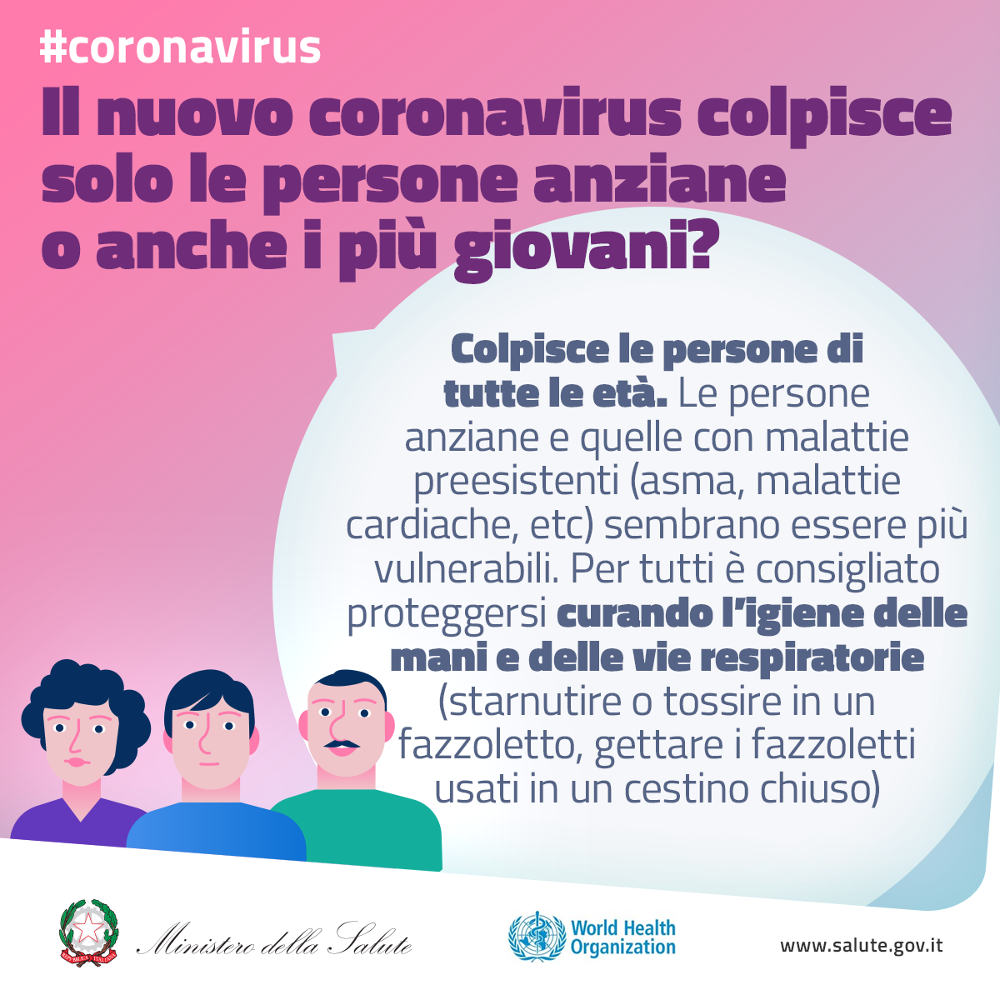 #coronavirus
Il nuovo coronavirus colpisce
solo le persone anziane
o anche i più giovani?
Colpisce le persone di
tutte le età. Le persone
anziane e quelle con malattie
preesistenti (asma, malattie
cardiache, etc) sembrano essere più
vulnerabili. Per tutti è consigliato
proteggersi curando l’igiene delle
mani e delle vie respiratorie
(starnutire o tossire in un
fazzoletto, gettare i fazzoletti
usati in un cestino chiuso)
REPVBBLICA ITALIANA
Ministero della Salute
World Health
Organization
www.salute.gov.it